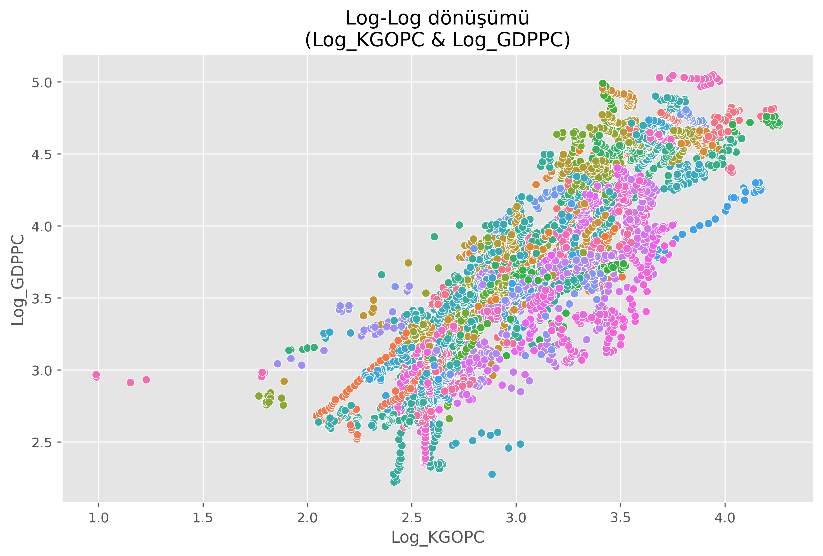 Log-Log dönüşümü
(Log_KGOPC & Log_GDPPC)
Log_GDPPC
5.0
4.5
4.0
3.5
3.0
2.5
1.0 1.5 2.0 2.5 3.0 3.5 4.0
Log_KGOPC